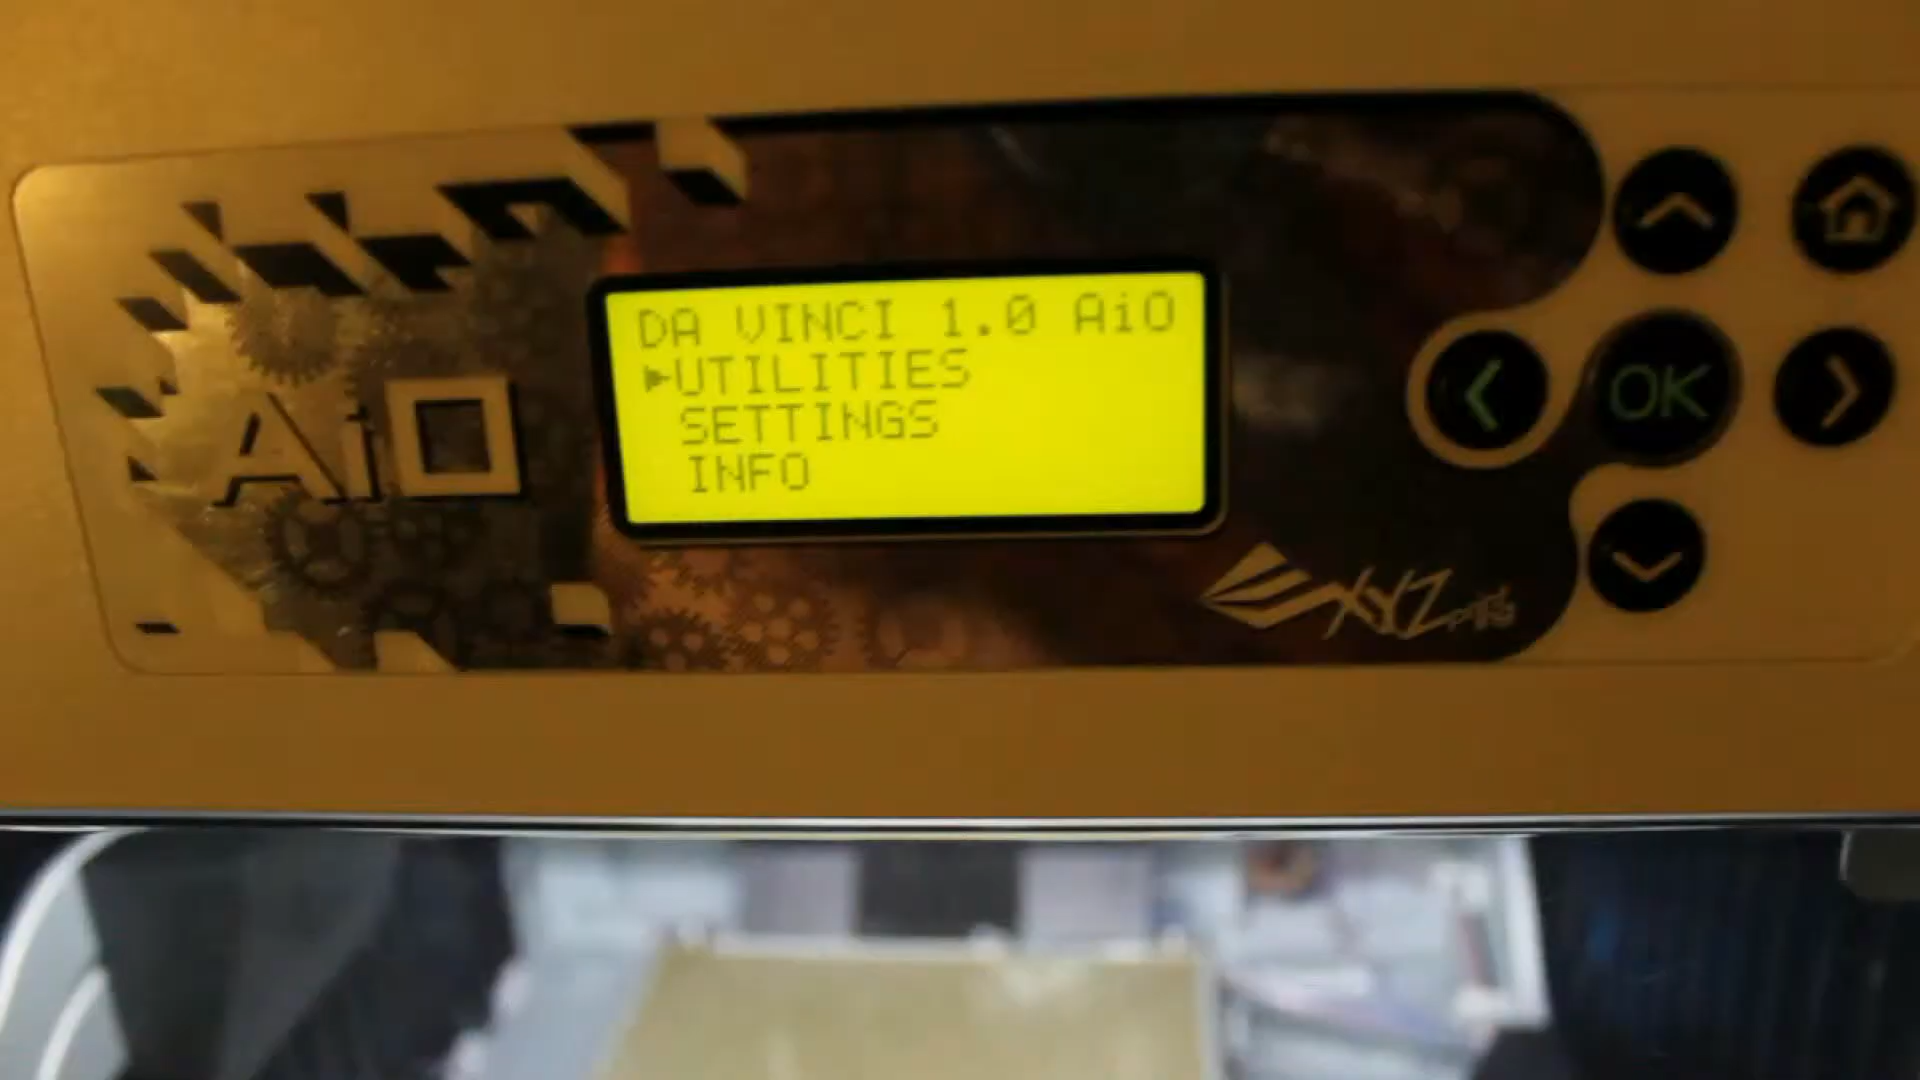 DA VINCI 1.0 AiO
UTILITIES
SETTINGS
INFO
AiO
OK
XYZ